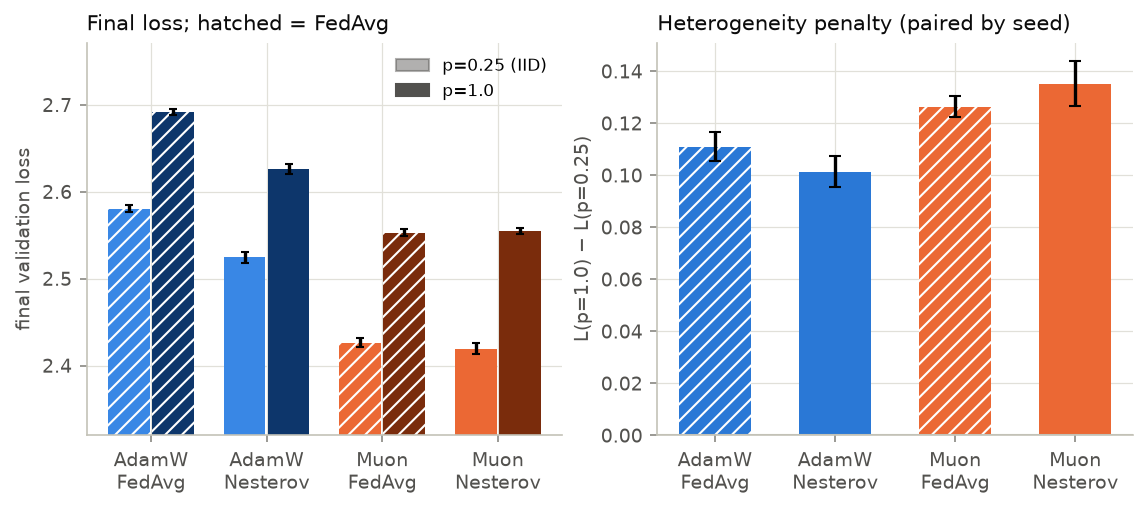 Final loss; hatched = FedAvg
p=0.25 (IID)
p=1.0
final validation loss
2.7
2.6
2.5
2.4
AdamW
FedAvg
AdamW
Nesterov
Muon
FedAvg
Muon
Nesterov
Heterogeneity penalty (paired by seed)
L(p=1.0) − L(p=0.25)
0.14
0.12
0.10
0.08
0.06
0.04
0.02
0.00
AdamW
FedAvg
AdamW
Nesterov
Muon
FedAvg
Muon
Nesterov